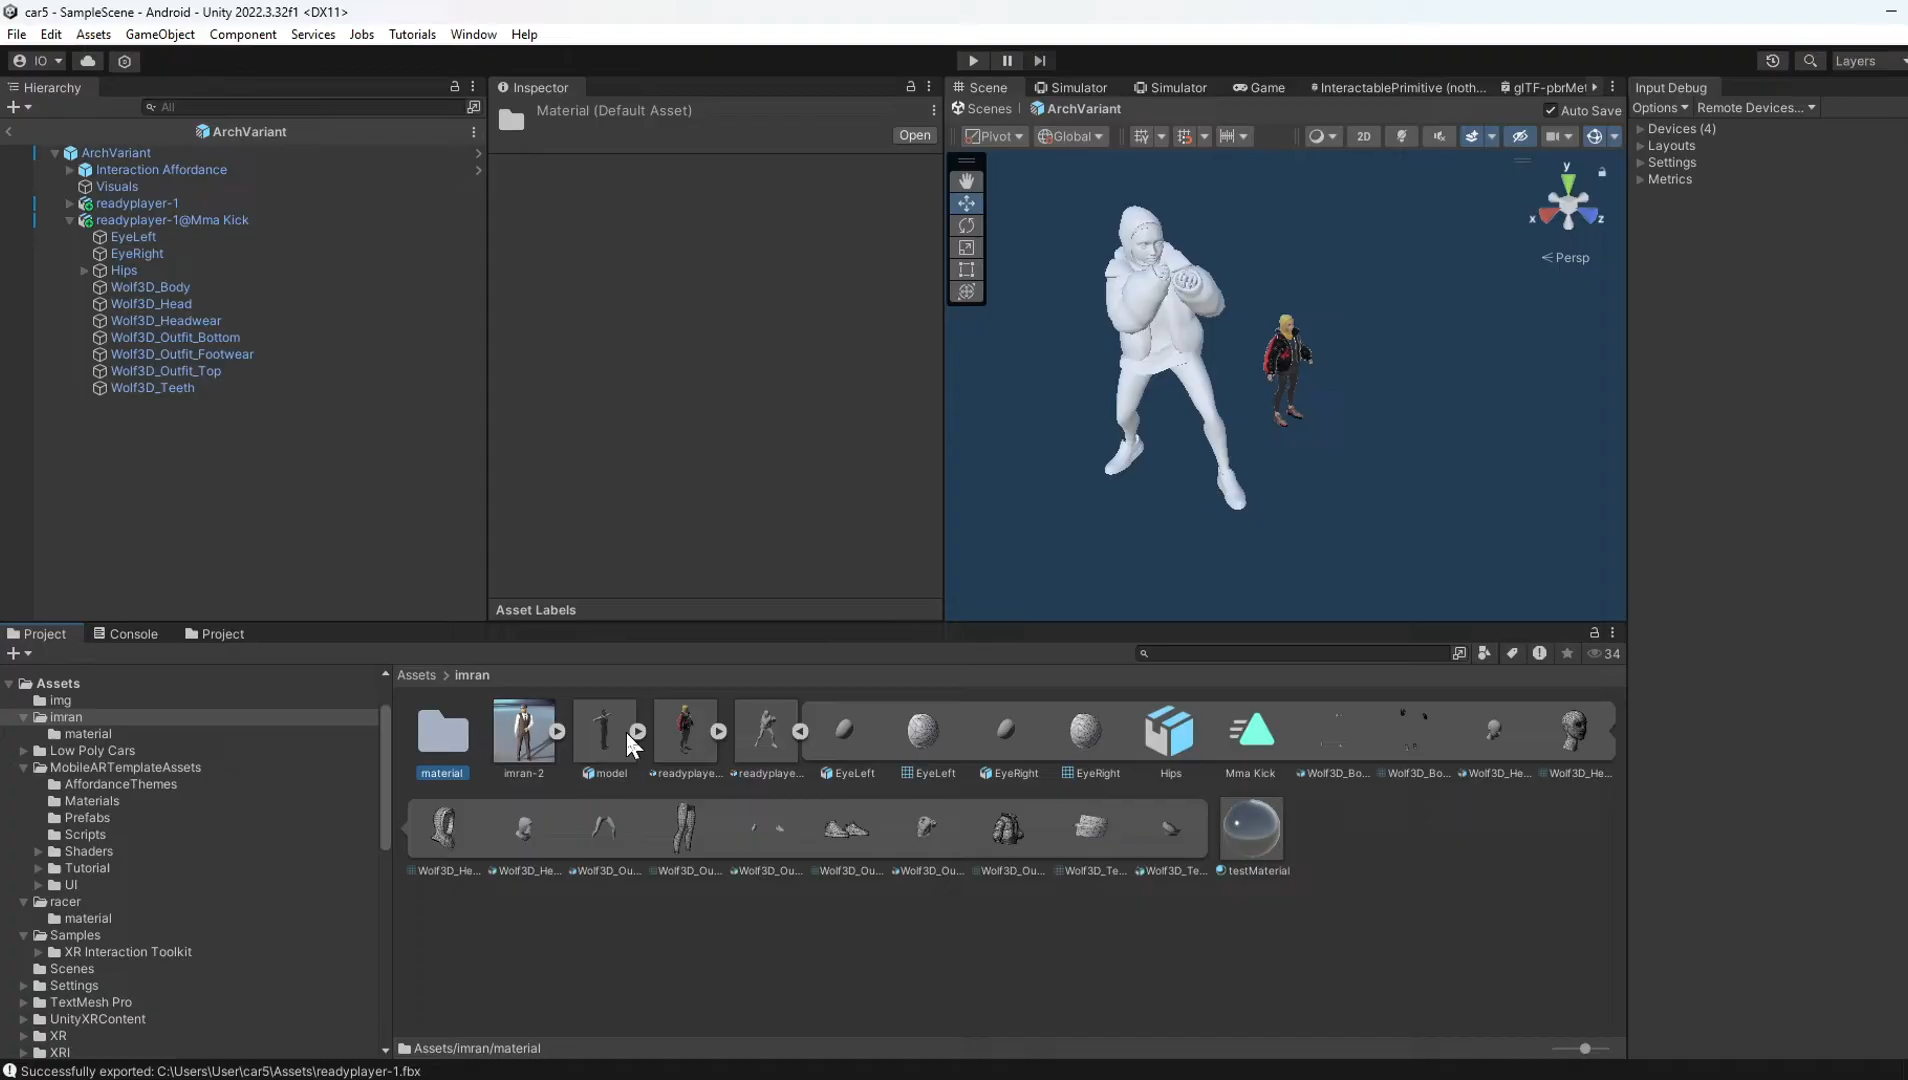 car5 - SampleScene - Android - Unity 2022.3.32f1 <DX11>
File Edit Assets GameObject Component Services Jobs Tutorials Window Help
IO Layers
Hierarchy
All
ArchVariant
ArchVariant
Interaction Affordance
Visuals
readyplayer-1
readyplayer-1@Mma Kick
EyeLeft
EyeRight
Hips
Wolf3D_Body
Wolf3D_Head
Wolf3D_Headwear
Wolf3D_Outfit_Bottom
Wolf3D_Outfit_Footwear
Wolf3D_Outfit_Top
Wolf3D_Teeth
Inspector
Material (Default Asset)
Open
Asset Labels
Scene Simulator Simulator Game InteractablePrimitive (noth... glTF-pbrMet
Scenes ArchVariant Auto Save
Pivot Global 2D
y
x z
Persp
Input Debug
Options Remote Devices...
Devices (4)
Layouts
Settings
Metrics
Project Console Project
34
Assets
img
imran
material
Low Poly Cars
MobileARTemplateAssets
AffordanceThemes
Materials
Prefabs
Scripts
Shaders
Tutorial
UI
racer
material
Samples
XR Interaction Toolkit
Scenes
Settings
TextMesh Pro
UnityXRContent
XR
XRI
Assets > imran
material imran-2 model readyplaye... readyplaye... EyeLeft EyeLeft EyeRight EyeRight Hips Mma Kick Wolf3D_Bo... Wolf3D_Bo... Wolf3D_He... Wolf3D_He...
Wolf3D_He... Wolf3D_He... Wolf3D_Ou... Wolf3D_Ou... Wolf3D_Ou... Wolf3D_Ou... Wolf3D_Ou... Wolf3D_Ou... Wolf3D_Te... Wolf3D_Te... testMaterial
Assets/imran/material
Successfully exported: C:\Users\User\car5\Assets\readyplayer-1.fbx